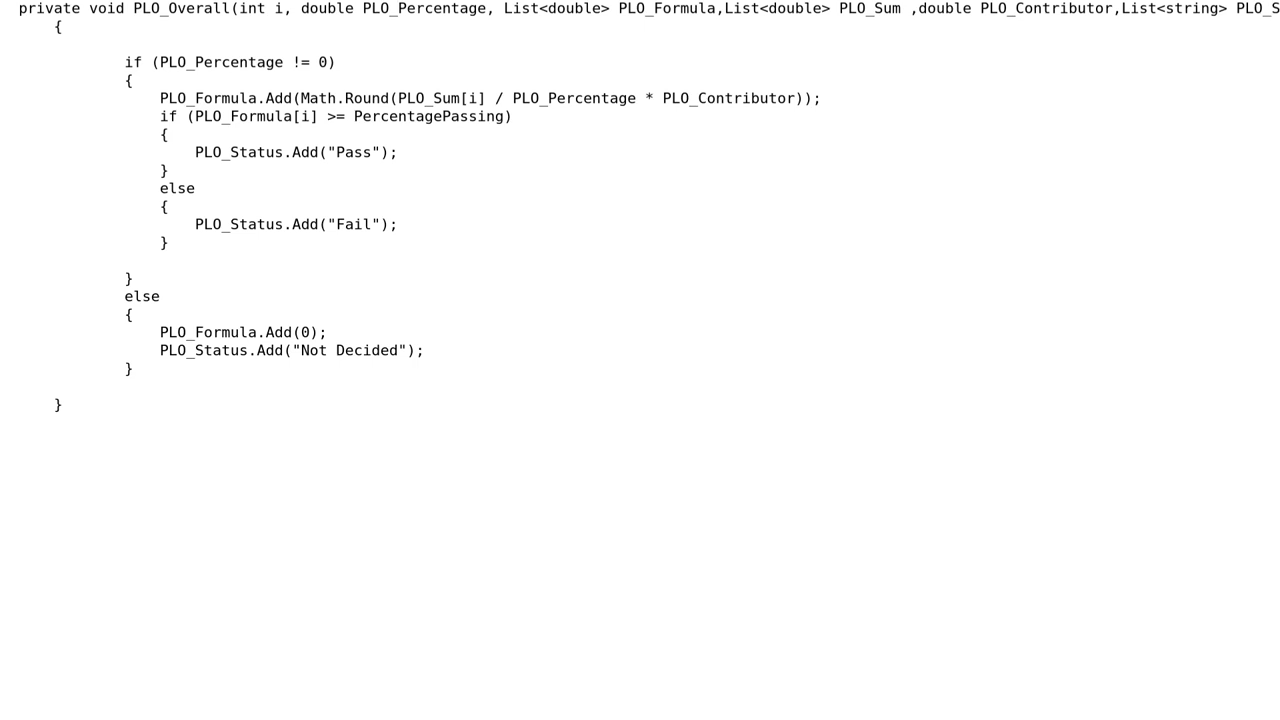 private void PLO_Overall(int i, double PLO_Percentage, List<double> PLO_Formula,List<double> PLO_Sum ,double PLO_Contributor,List<string> PLO_S
{
if (PLO_Percentage != 0)
{
PLO_Formula.Add(Math.Round(PLO_Sum[i] / PLO_Percentage * PLO_Contributor));
if (PLO_Formula[i] >= PercentagePassing)
{
PLO_Status.Add("Pass");
}
else
{
PLO_Status.Add("Fail");
}
}
else
{
PLO_Formula.Add(0);
PLO_Status.Add("Not Decided");
}
}